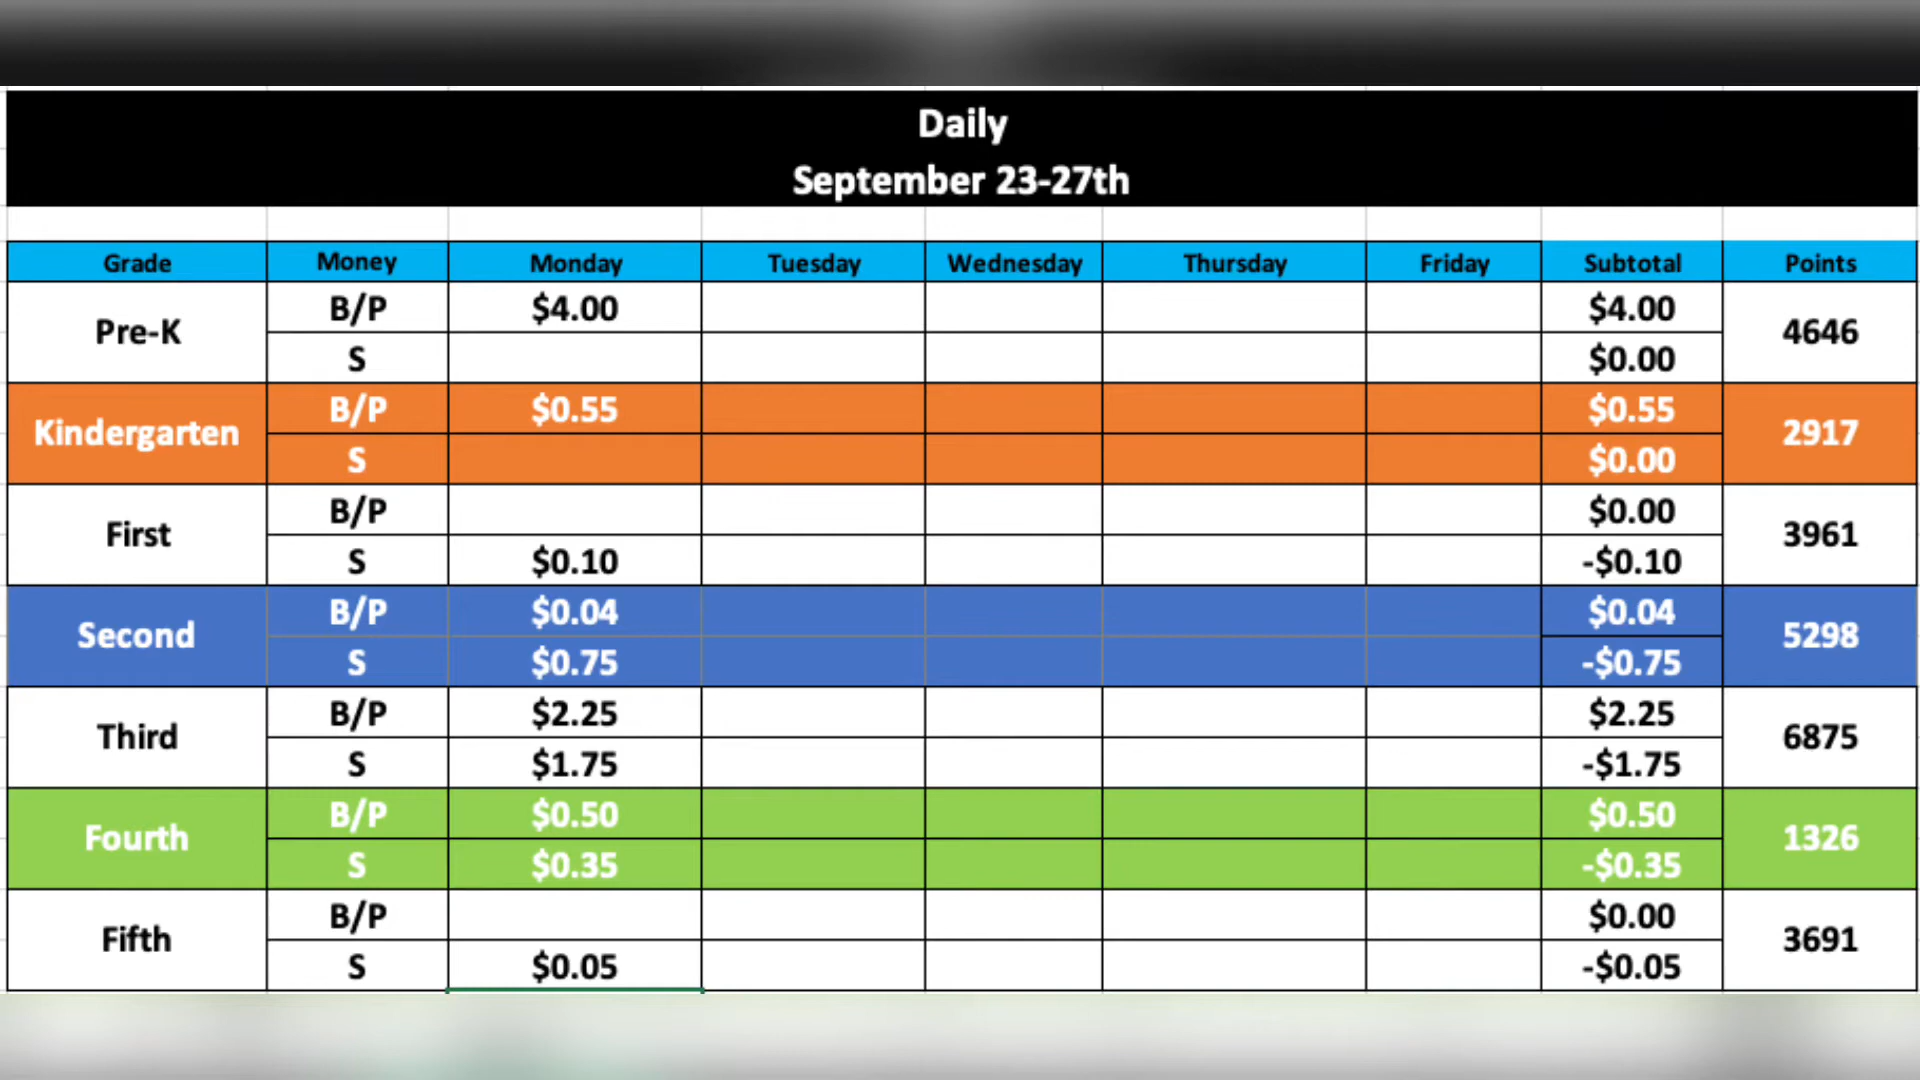 Daily
September 23-27th
Grade Money Monday Tuesday Wednesday Thursday Friday Subtotal Points
Pre-K B/P $4.00 $4.00 4646
S $0.00
Kindergarten B/P $0.55 $0.55 2917
S $0.00
First B/P $0.00 3961
S $0.10 -$0.10
Second B/P $0.04 $0.04 5298
S $0.75 -$0.75
Third B/P $2.25 $2.25 6875
S $1.75 -$1.75
Fourth B/P $0.50 $0.50 1326
S $0.35 -$0.35
Fifth B/P $0.00 3691
S $0.05 -$0.05